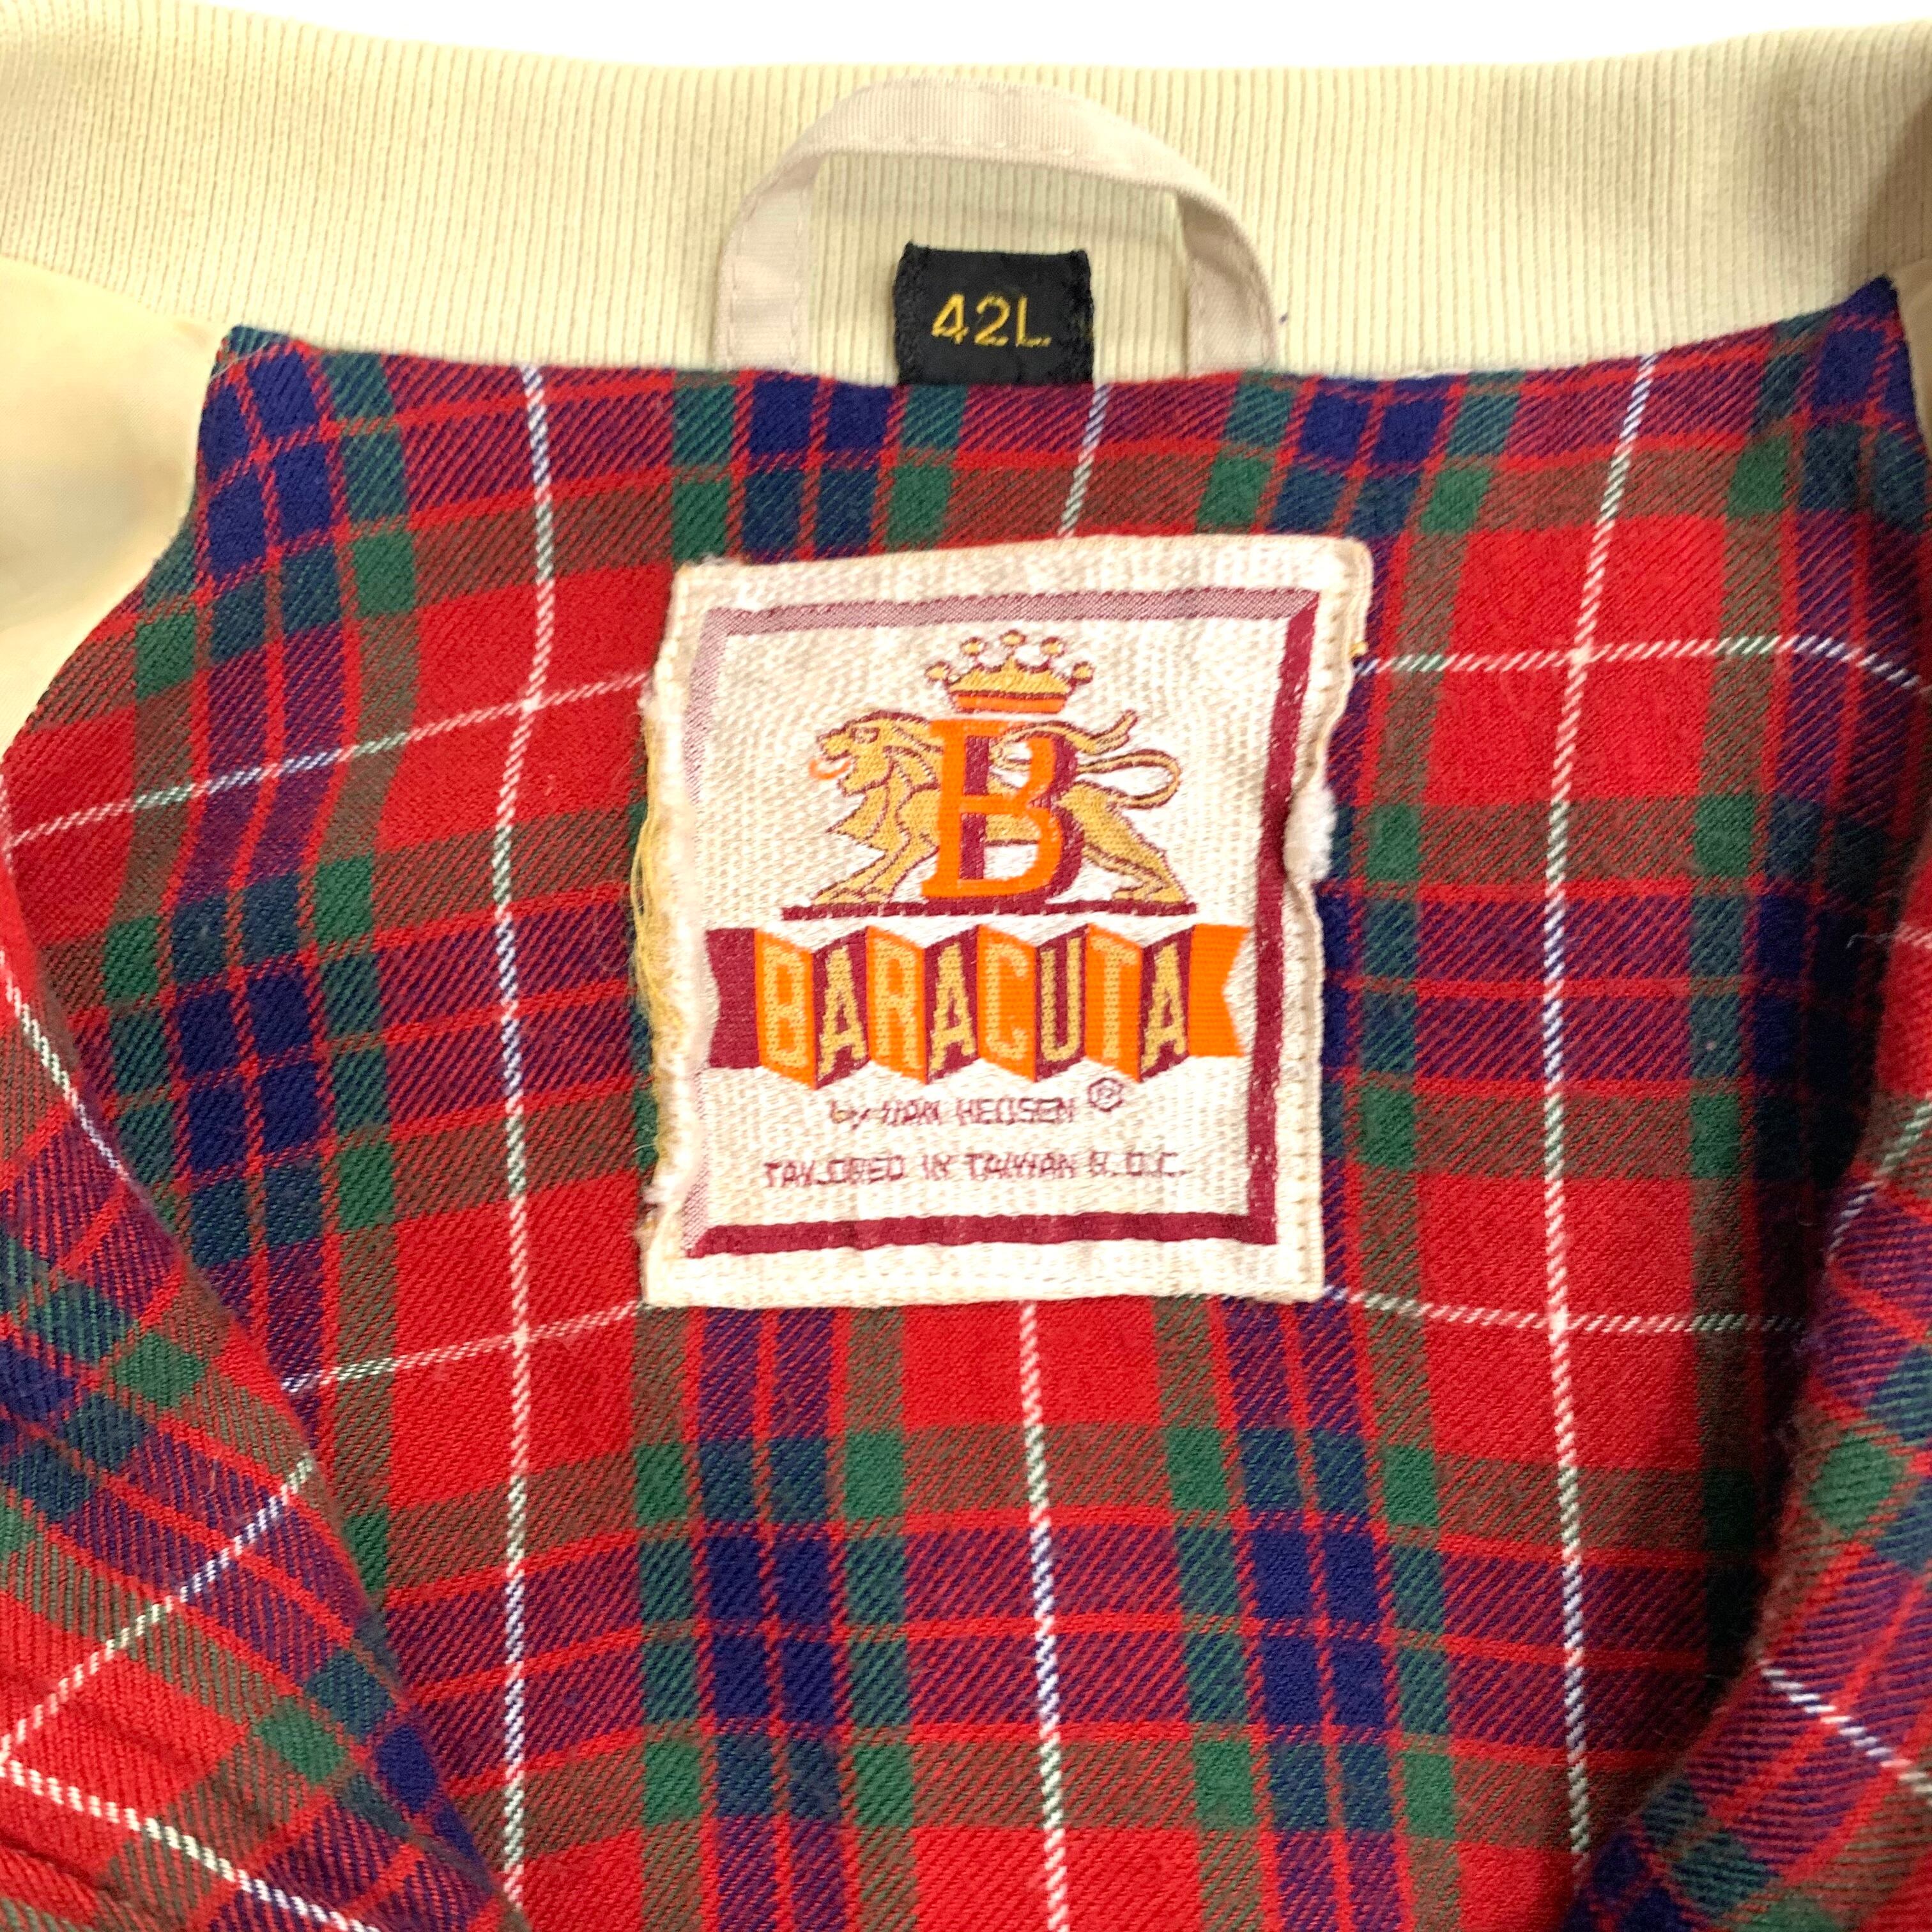 42L
B
BARACUTA
by VAN HEUSEN ®
TAILORED IN TAIWAN R.O.C.